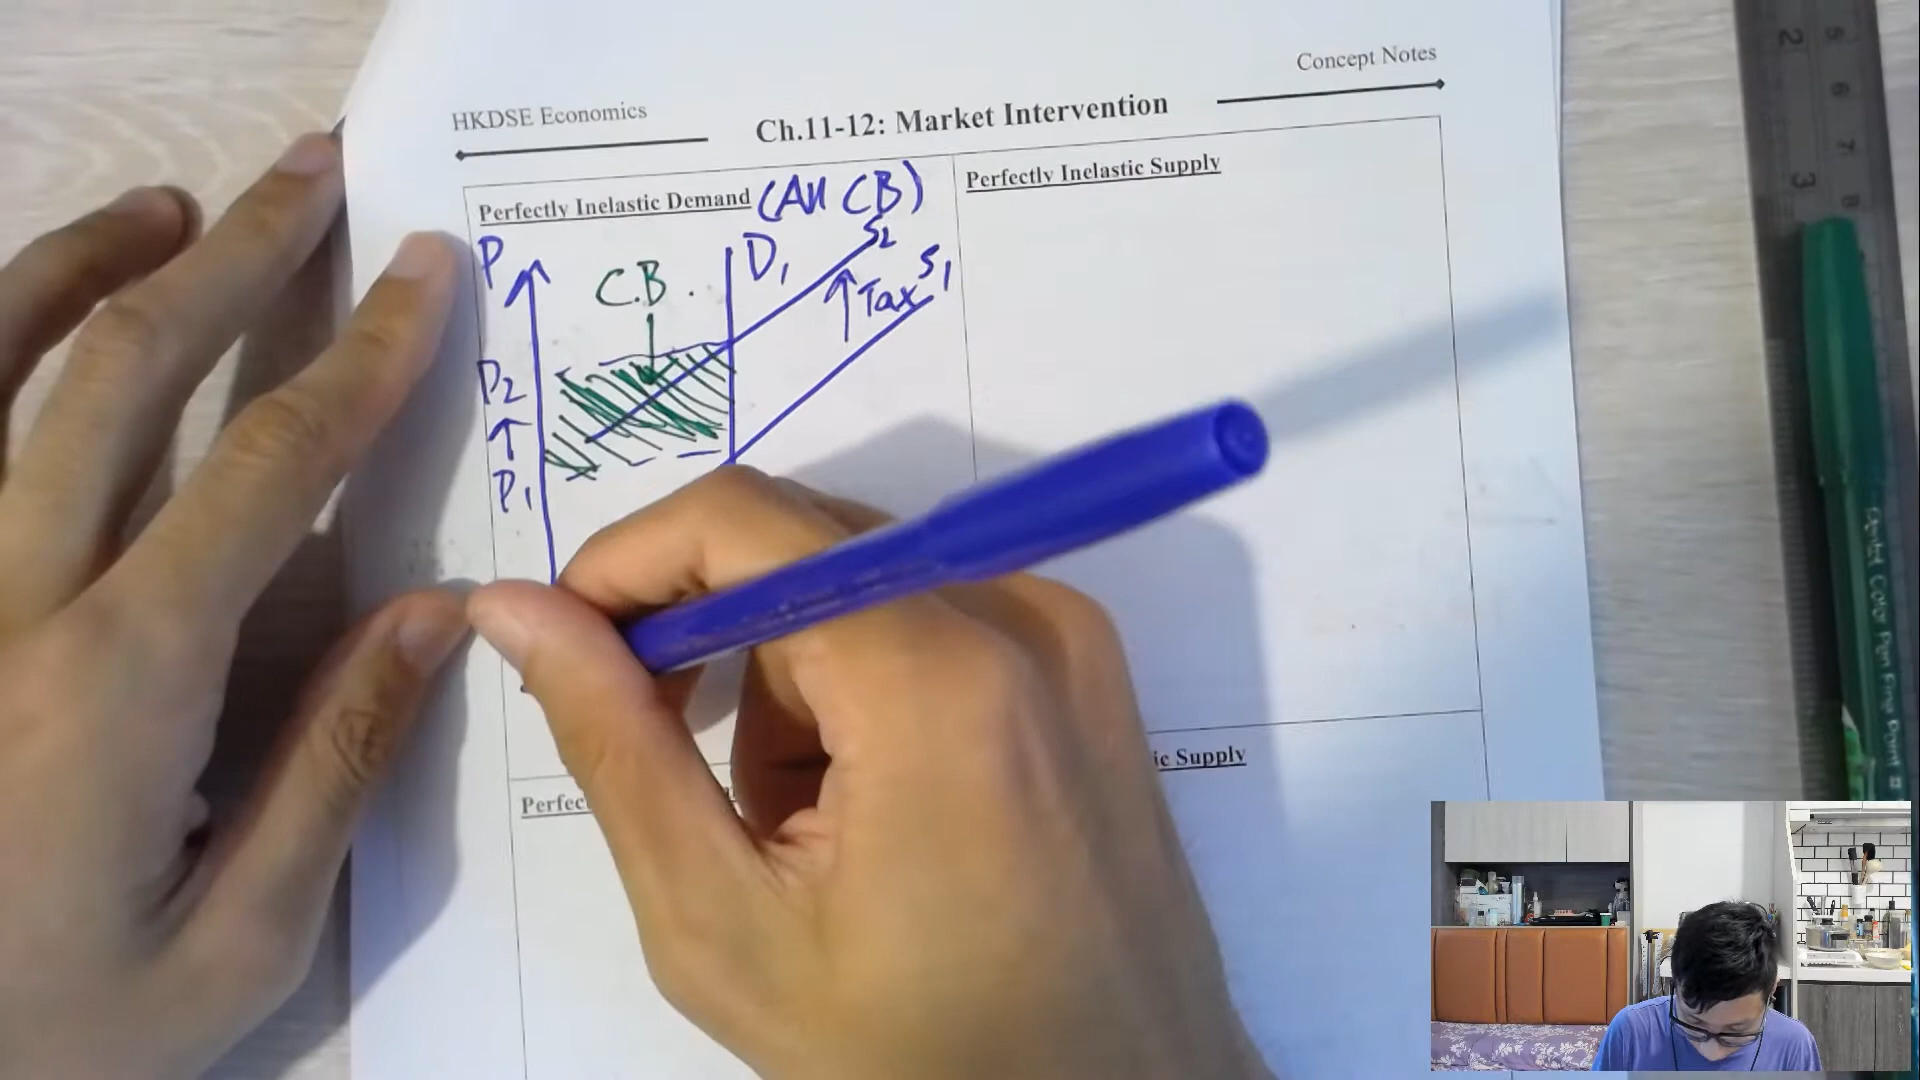 HKDSE Economics
Concept Notes
Ch.11-12: Market Intervention
Perfectly Inelastic Demand (All CB)
Perfectly Inelastic Supply
P
C.B.
D1
S2
Tax
S1
P2
P1
ic Supply
Perfec